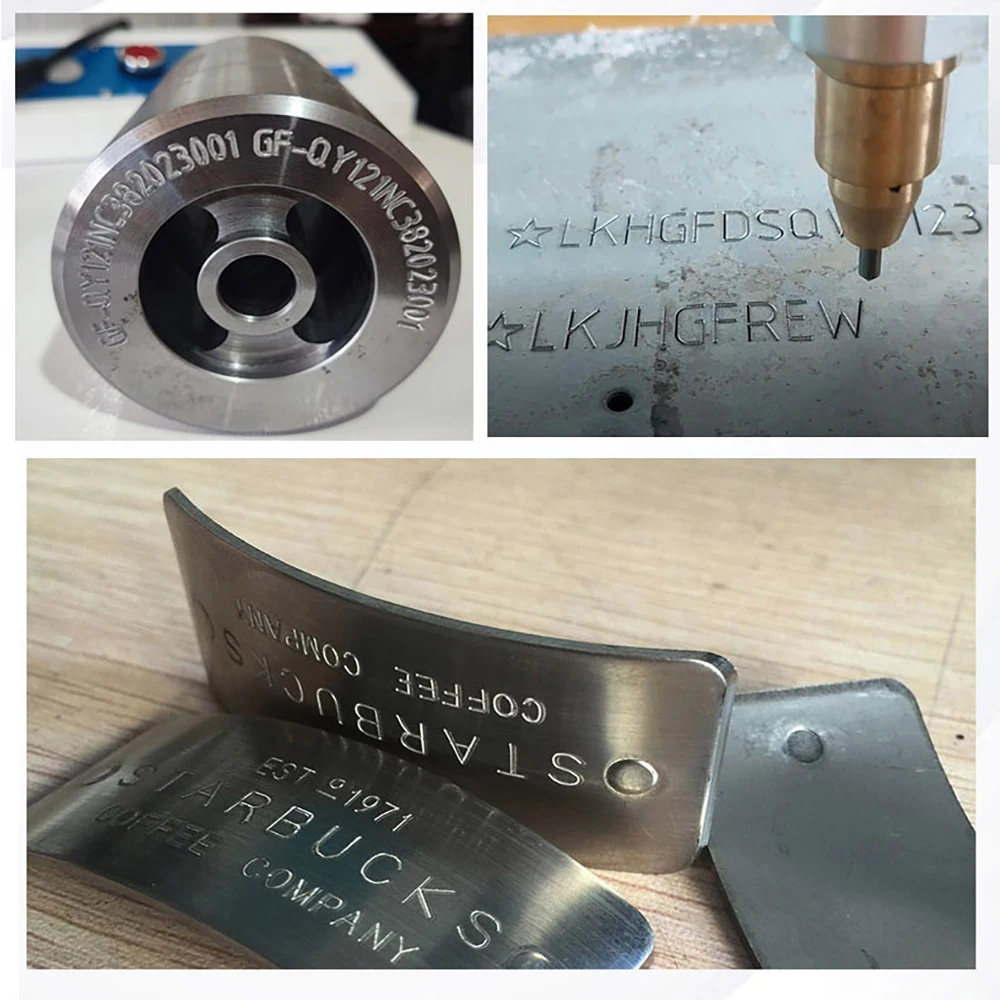 GF-QY121NC382023001 GF-QY121NC382023001
☆LKHGFDSQ 123
☆LKJHGFREW
STARBUCKS
COFFEE COMPANY
EST 1971
STARBUCKS
COFFEE COMPANY